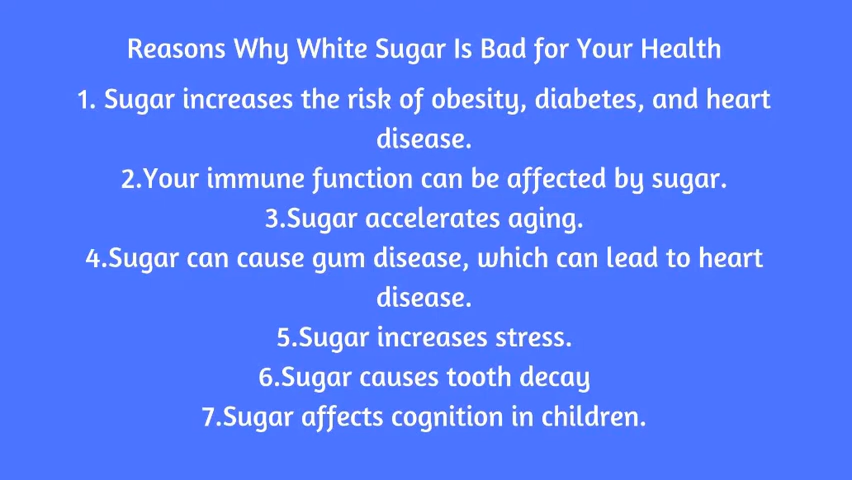 Reasons Why White Sugar Is Bad for Your Health
1. Sugar increases the risk of obesity, diabetes, and heart
disease.
2.Your immune function can be affected by sugar.
3.Sugar accelerates aging.
4.Sugar can cause gum disease, which can lead to heart
disease.
5.Sugar increases stress.
6.Sugar causes tooth decay
7.Sugar affects cognition in children.